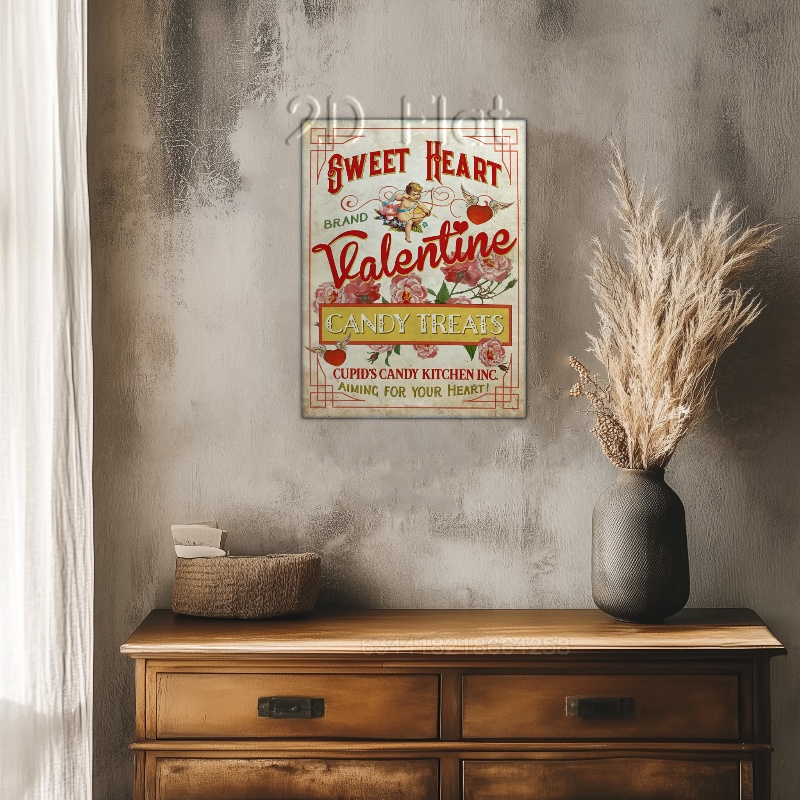 2D Flat
SWEET HEART
BRAND
Valentine
CANDY TREATS
CUPID'S CANDY KITCHEN INC.
AIMING FOR YOUR HEART!